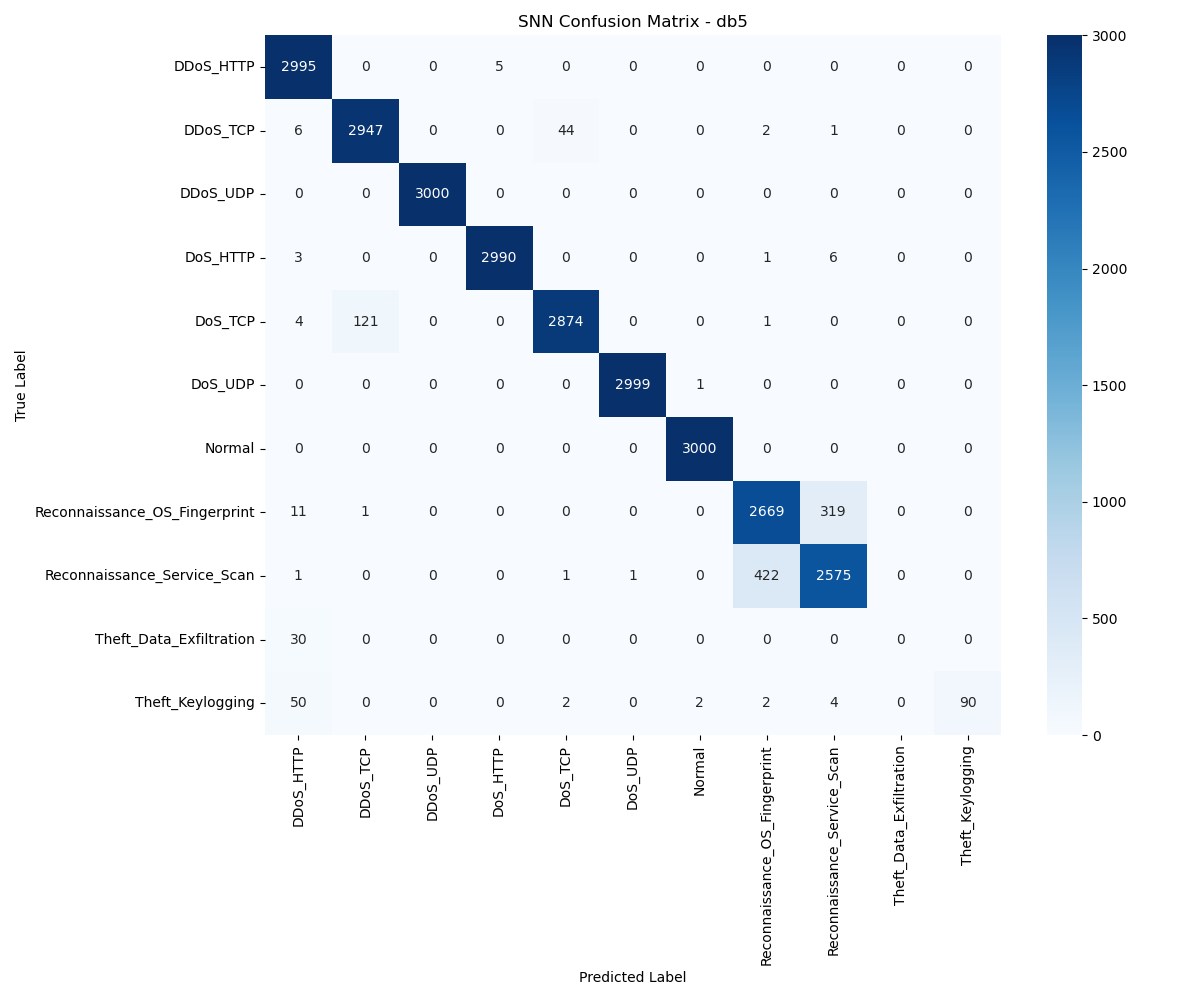 SNN Confusion Matrix - db5
DDoS_HTTP 2995 0 0 5 0 0 0 0 0 0 0
DDoS_TCP 6 2947 0 0 44 0 0 2 1 0 0
DDoS_UDP 0 0 3000 0 0 0 0 0 0 0 0
DoS_HTTP 3 0 0 2990 0 0 0 1 6 0 0
DoS_TCP 4 121 0 0 2874 0 0 1 0 0 0
DoS_UDP 0 0 0 0 0 2999 1 0 0 0 0
Normal 0 0 0 0 0 0 3000 0 0 0 0
Reconnaissance_OS_Fingerprint 11 1 0 0 0 0 0 2669 319 0 0
Reconnaissance_Service_Scan 1 0 0 0 1 1 0 422 2575 0 0
Theft_Data_Exfiltration 30 0 0 0 0 0 0 0 0 0 0
Theft_Keylogging 50 0 0 0 2 0 2 2 4 0 90
True Label
DDoS_HTTP
DDoS_TCP
DDoS_UDP
DoS_HTTP
DoS_TCP
DoS_UDP
Normal
Reconnaissance_OS_Fingerprint
Reconnaissance_Service_Scan
Theft_Data_Exfiltration
Theft_Keylogging
Predicted Label
3000
2500
2000
1500
1000
500
0